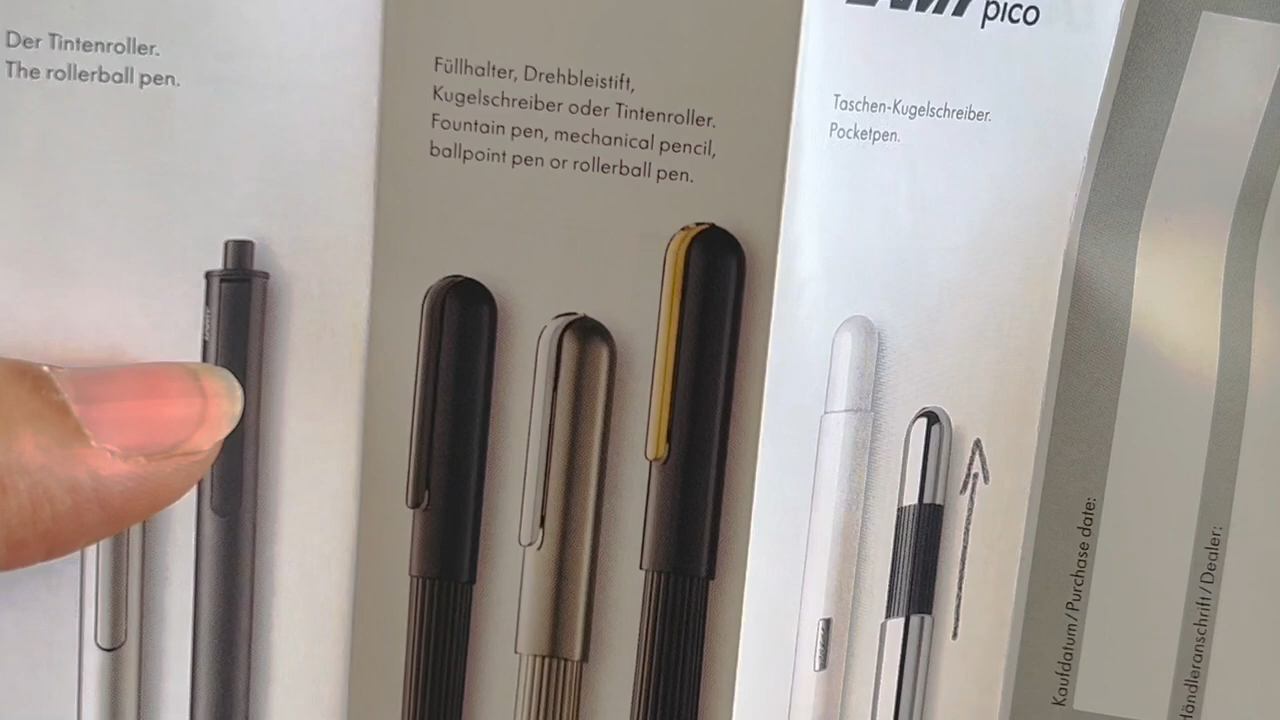 Der Tintenroller.
The rollerball pen.
Füllhalter, Drehbleistift,
Kugelschreiber oder Tintenroller.
Fountain pen, mechanical pencil,
ballpoint pen or rollerball pen.
LAMY pico
Taschen-Kugelschreiber.
Pocketpen.
Kaufdatum/Purchase date:
Händleranschrift/Dealer: